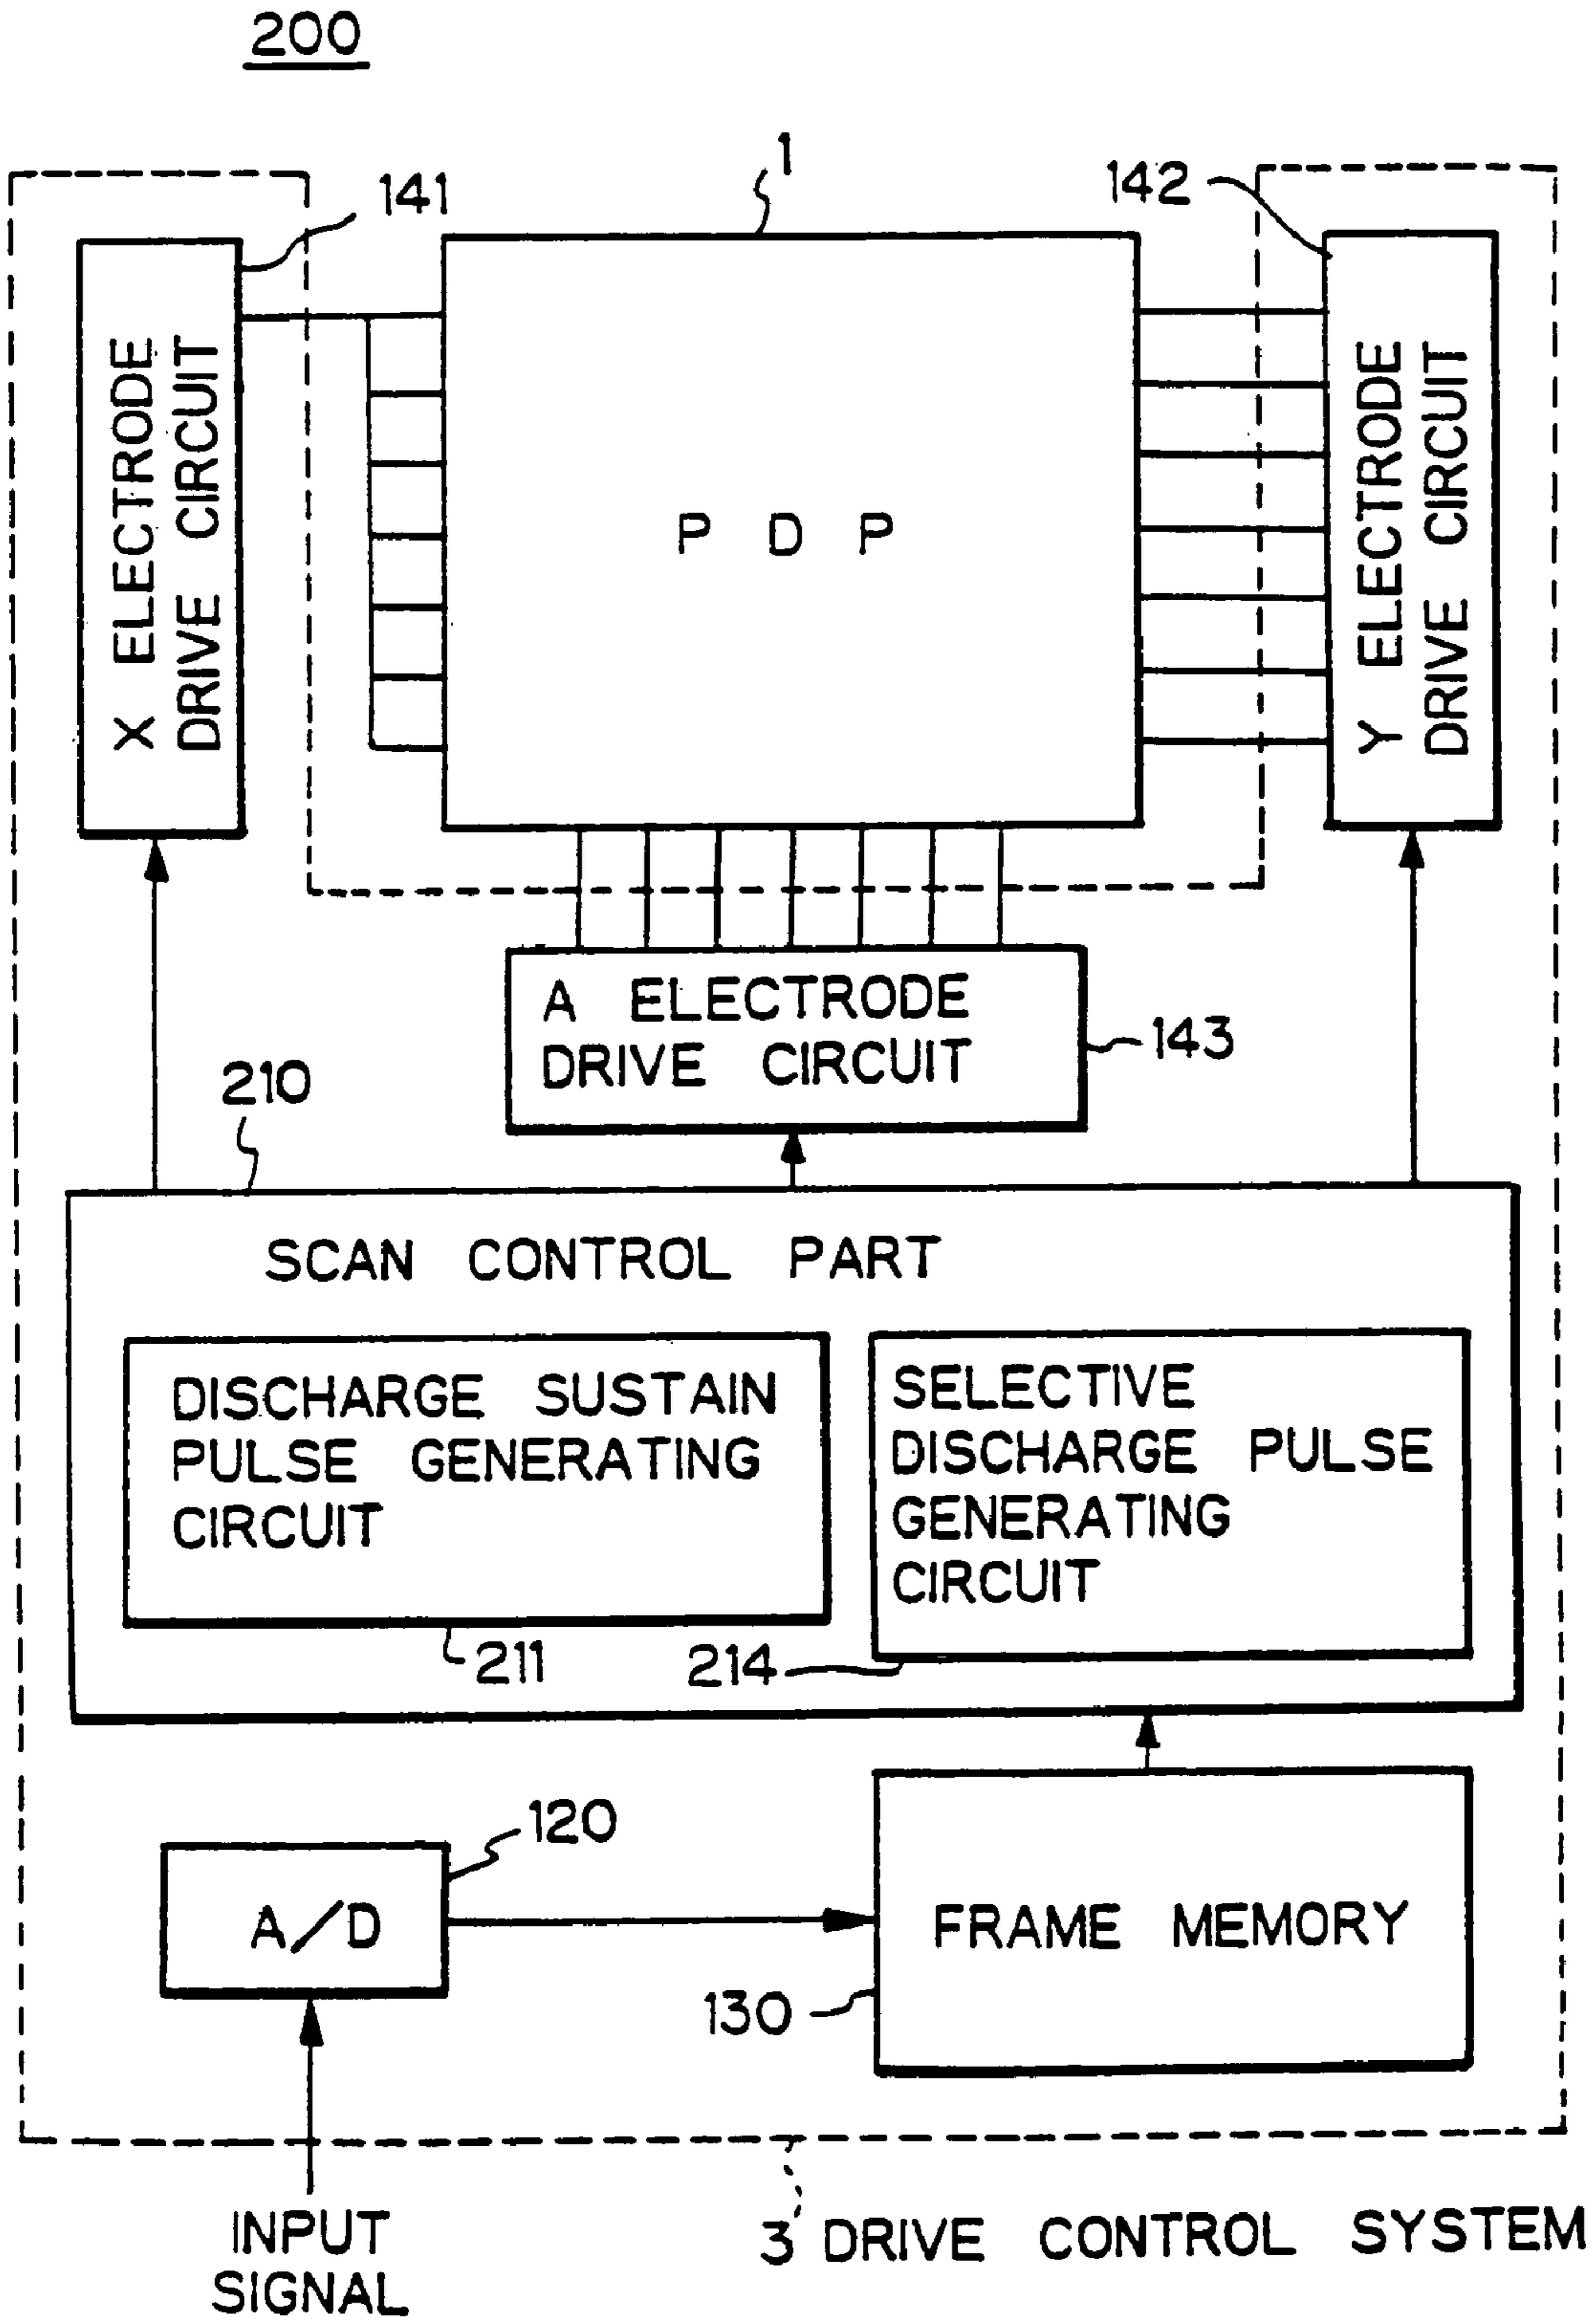 200
1
141
142
X ELECTRODE
DRIVE CIRCUIT
P D P
Y ELECTRODE
DRIVE CIRCUIT
A ELECTRODE
DRIVE CIRCUIT
143
210
SCAN CONTROL PART
DISCHARGE SUSTAIN
PULSE GENERATING
CIRCUIT
211
SELECTIVE
DISCHARGE PULSE
GENERATING
CIRCUIT
214
120
A/D
FRAME MEMORY
130
INPUT
SIGNAL
3 DRIVE CONTROL SYSTEM